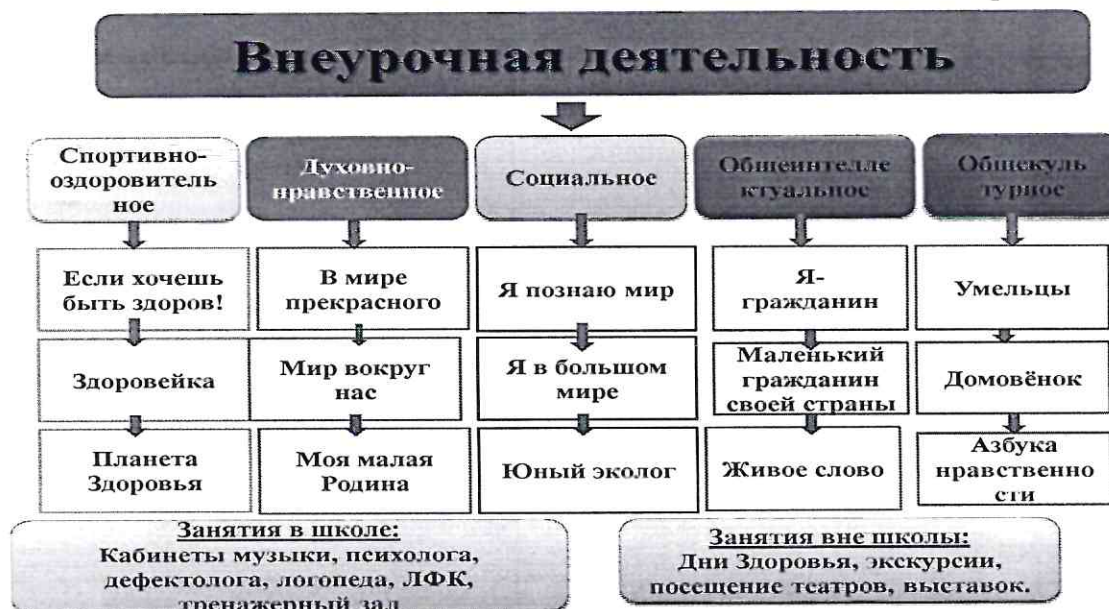 Внеурочная деятельность
Спортивно-
оздоровитель
ное
Духовно-
нравственное
Социальное
Общеинтелле
ктуальное
Общекуль
турное
Если хочешь
быть здоров!
В мире
прекрасного
Я познаю мир
Я-
гражданин
Умельцы
Здоровейка
Мир вокруг
нас
Я в большом
мире
Маленький
гражданин
своей страны
Домовёнок
Планета
Здоровья
Моя малая
Родина
Юный эколог
Живое слово
Азбука
нравственно
сти
Занятия в школе:
Кабинеты музыки, психолога,
дефектолога, логопеда, ЛФК,
тренажерный зал
Занятия вне школы:
Дни Здоровья, экскурсии,
посещение театров, выставок.